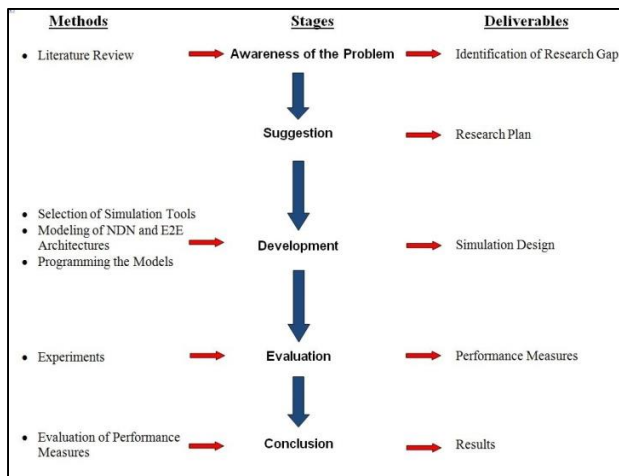 Methods Stages Deliverables
• Literature Review Awareness of the Problem Identification of Research Gap
Suggestion Research Plan
• Selection of Simulation Tools
• Modeling of NDN and E2E
Architectures Development Simulation Design
• Programming the Models
• Experiments Evaluation Performance Measures
• Evaluation of Performance
Measures Conclusion Results